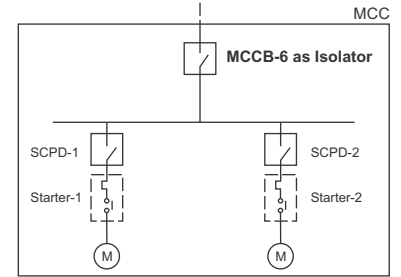 MCC
MCCB-6 as Isolator
SCPD-1
SCPD-2
Starter-1
Starter-2
M
M